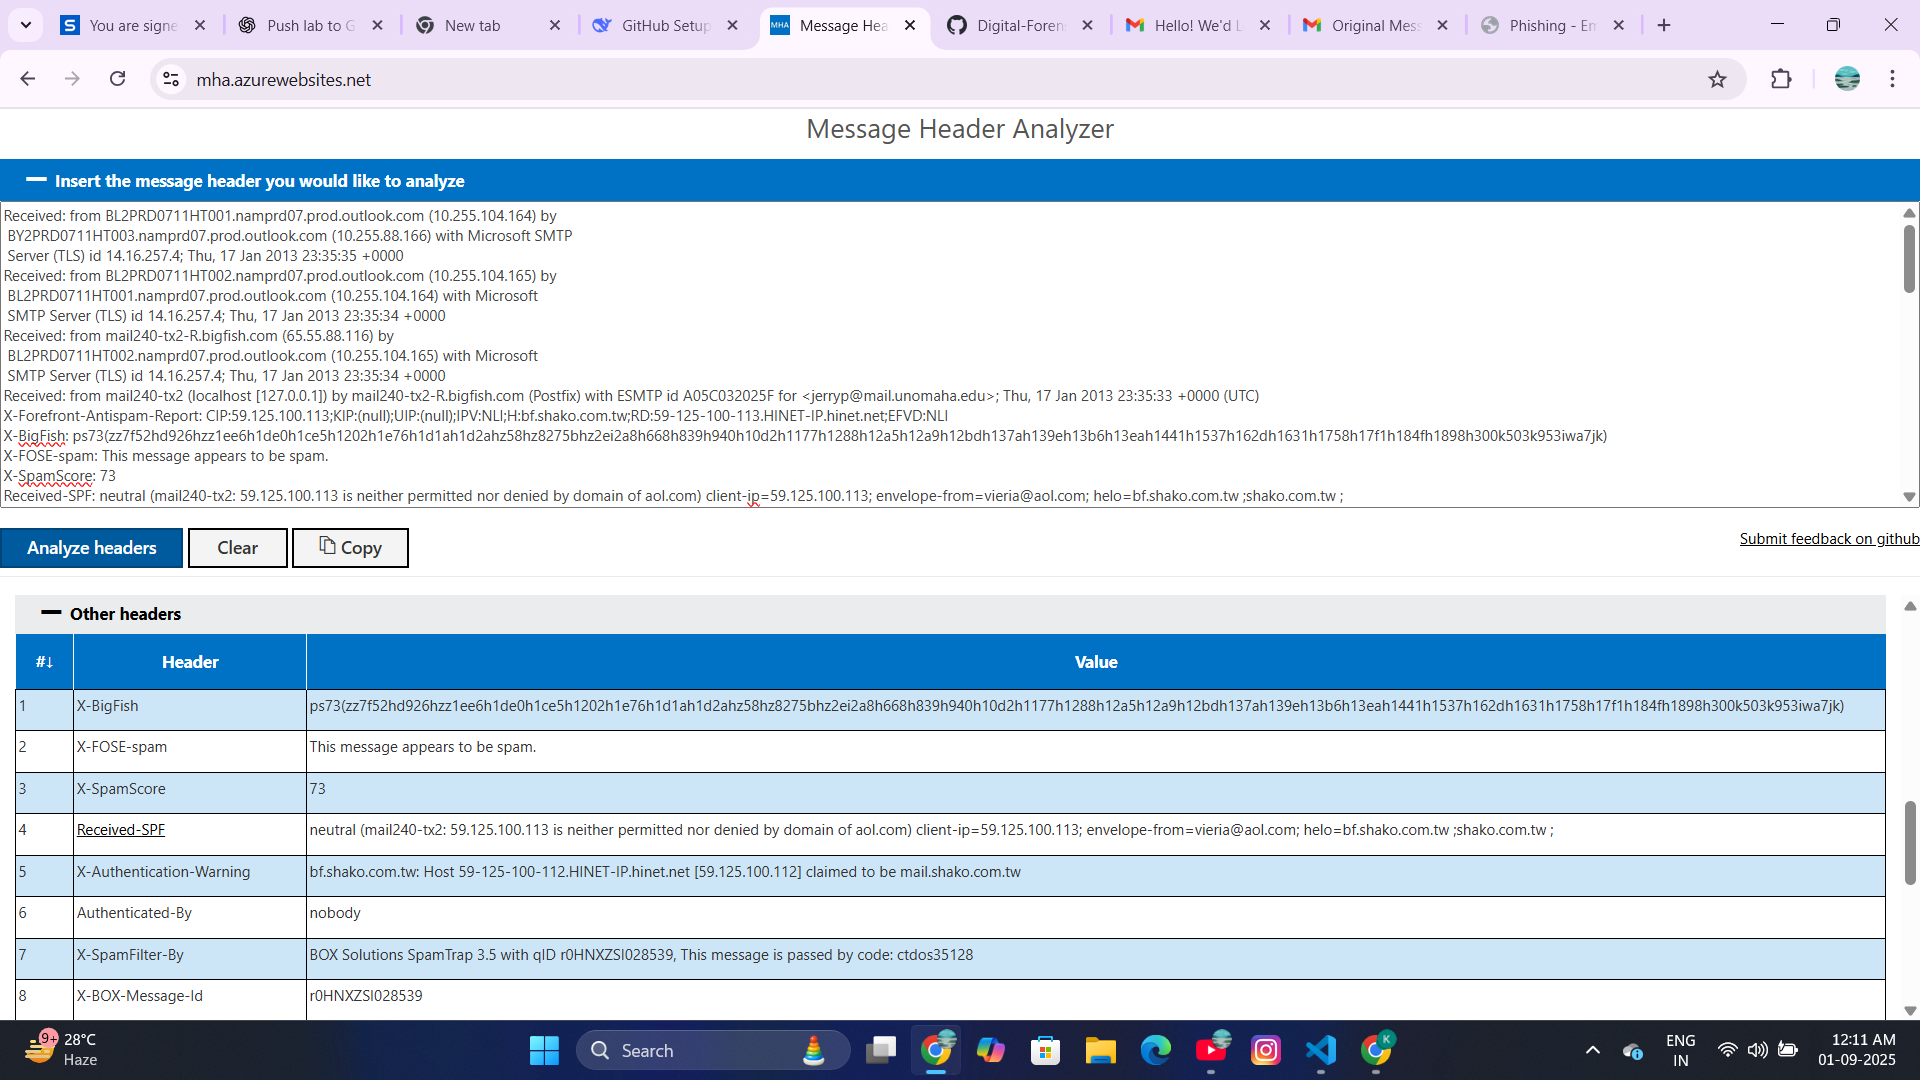 You are signe
Push lab to G
New tab
GitHub Setup
MHA
Message Hea
Digital-Foren
Hello! We'd L
Original Mess
Phishing - Em
mha.azurewebsites.net
Message Header Analyzer
Insert the message header you would like to analyze
Received: from BL2PRD0711HT001.namprd07.prod.outlook.com (10.255.104.164) by
BY2PRD0711HT003.namprd07.prod.outlook.com (10.255.88.166) with Microsoft SMTP
Server (TLS) id 14.16.257.4; Thu, 17 Jan 2013 23:35:35 +0000
Received: from BL2PRD0711HT002.namprd07.prod.outlook.com (10.255.104.165) by
BL2PRD0711HT001.namprd07.prod.outlook.com (10.255.104.164) with Microsoft
SMTP Server (TLS) id 14.16.257.4; Thu, 17 Jan 2013 23:35:34 +0000
Received: from mail240-tx2-R.bigfish.com (65.55.88.116) by
BL2PRD0711HT002.namprd07.prod.outlook.com (10.255.104.165) with Microsoft
SMTP Server (TLS) id 14.16.257.4; Thu, 17 Jan 2013 23:35:34 +0000
Received: from mail240-tx2 (localhost [127.0.0.1]) by mail240-tx2-R.bigfish.com (Postfix) with ESMTP id A05C032025F for <jerryp@mail.unomaha.edu>; Thu, 17 Jan 2013 23:35:33 +0000 (UTC)
X-Forefront-Antispam-Report: CIP:59.125.100.113;KIP:(null);UIP:(null);IPV:NLI;H:bf.shako.com.tw;RD:59-125-100-113.HINET-IP.hinet.net;EFVD:NLI
X-BigFish: ps73(zz7f52hd926hzz1ee6h1de0h1ce5h1202h1e76h1d1ah1d2ahz58hz8275bhz2ei2a8h668h839h940h10d2h1177h1288h12a5h12a9h12bdh137ah139eh13b6h13eah1441h1537h162dh1631h1758h17f1h184fh1898h300k503k953iwa7jk)
X-FOSE-spam: This message appears to be spam.
X-SpamScore: 73
Received-SPF: neutral (mail240-tx2: 59.125.100.113 is neither permitted nor denied by domain of aol.com) client-ip=59.125.100.113; envelope-from=vieria@aol.com; helo=bf.shako.com.tw ;shako.com.tw ;
Analyze headers
Clear
Copy
Submit feedback on github
Other headers
#↓ Header Value
1 X-BigFish ps73(zz7f52hd926hzz1ee6h1de0h1ce5h1202h1e76h1d1ah1d2ahz58hz8275bhz2ei2a8h668h839h940h10d2h1177h1288h12a5h12a9h12bdh137ah139eh13b6h13eah1441h1537h162dh1631h1758h17f1h184fh1898h300k503k953iwa7jk)
2 X-FOSE-spam This message appears to be spam.
3 X-SpamScore 73
4 Received-SPF neutral (mail240-tx2: 59.125.100.113 is neither permitted nor denied by domain of aol.com) client-ip=59.125.100.113; envelope-from=vieria@aol.com; helo=bf.shako.com.tw ;shako.com.tw ;
5 X-Authentication-Warning bf.shako.com.tw: Host 59-125-100-112.HINET-IP.hinet.net [59.125.100.112] claimed to be mail.shako.com.tw
6 Authenticated-By nobody
7 X-SpamFilter-By BOX Solutions SpamTrap 3.5 with qID r0HNXZSI028539, This message is passed by code: ctdos35128
8 X-BOX-Message-Id r0HNXZSI028539
9+
28°C
Haze
Search
K
ENG
IN
12:11 AM
01-09-2025